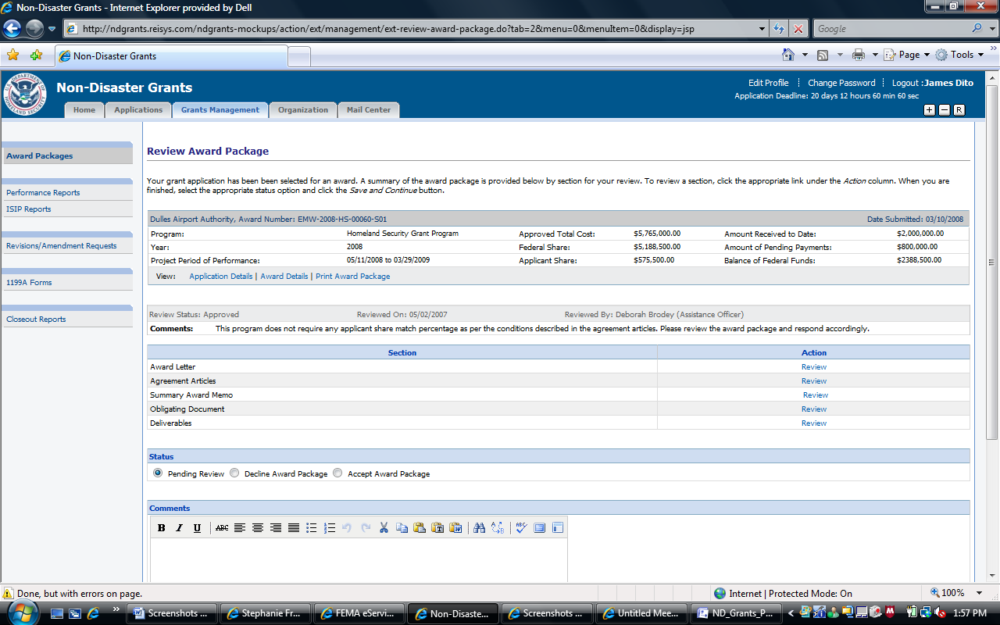 Non-Disaster Grants - Internet Explorer provided by Dell
http://ndgrants.reisys.com/ndgrants-mockups/action/ext/management/ext-review-award-package.do?tab=2&menu=0&menuItem=0&display=jsp
Google
Non-Disaster Grants
Page
Tools
Non-Disaster Grants
Edit Profile
Change Password
Logout :James Dito
Application Deadline: 20 days 12 hours 60 min 60 sec
+ − R
Home
Applications
Grants Management
Organization
Mail Center
Award Packages
Performance Reports
ISIP Reports
Revisions/Amendment Requests
1199A Forms
Closeout Reports
Review Award Package
Your grant application has been been selected for an award. A summary of the award package is provided below by section for your review. To review a section, click the appropriate link under the Action column. When you are
finished, select the appropriate status option and click the Save and Continue button.
Dulles Airport Authority, Award Number: EMW-2008-HS-00060-S01 Date Submitted: 03/10/2008
Program: Homeland Security Grant Program Approved Total Cost: $5,765,000.00 Amount Received to Date: $2,000,000.00
Year: 2008 Federal Share: $5,188,500.00 Amount of Pending Payments: $800,000.00
Project Period of Performance: 05/11/2008 to 03/29/2009 Applicant Share: $575,500.00 Balance of Federal Funds: $2388,500.00
View: Application Details | Award Details | Print Award Package
Review Status: Approved Reviewed On: 05/02/2007 Reviewed By: Deborah Brodey (Assistance Officer)
Comments: This program does not require any applicant share match percentage as per the conditions described in the agreement articles. Please review the award package and respond accordingly.
Section Action
Award Letter Review
Agreement Articles Review
Summary Award Memo Review
Obligating Document Review
Deliverables Review
Status
Pending Review Decline Award Package Accept Award Package
Comments
B I U ABC
Done, but with errors on page.
Internet | Protected Mode: On
100%
Screenshots ...
Stephanie Fr...
FEMA eServi...
Non-Disaste...
Screenshots ...
Untitled Mee...
ND_Grants_P...
1:57 PM